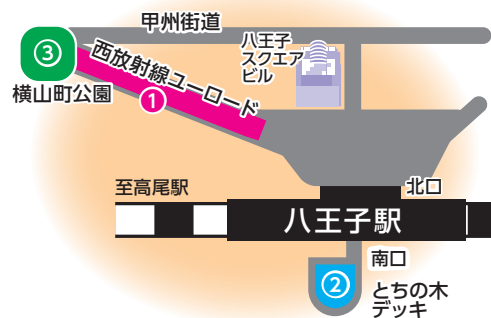 甲州街道
③
八王子
スクエア
ビル
西放射線ユーロード
横山町公園
①
至高尾駅
北口
八王子駅
南口
②
とちの木
デッキ